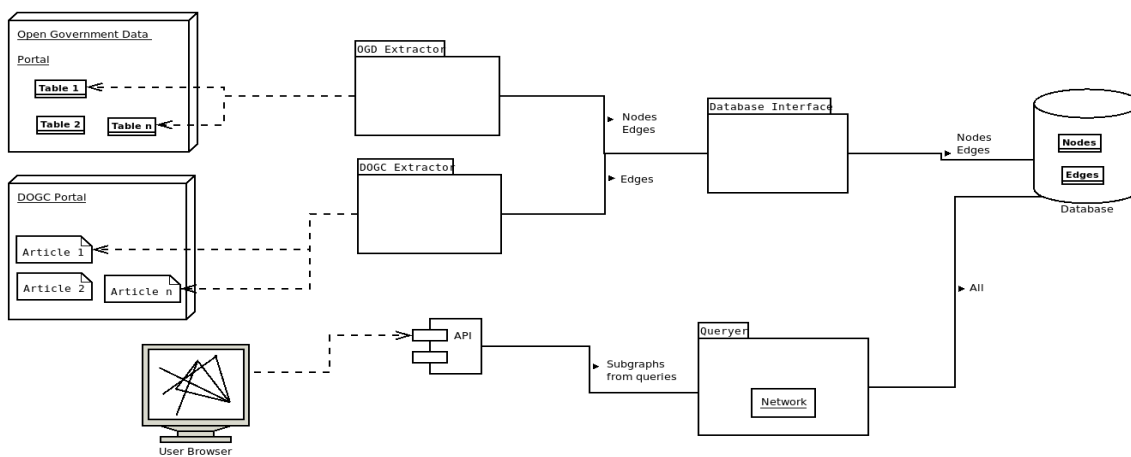 Open Government Data
Portal
Table 1
Table 2
Table n
OGD Extractor
Nodes
Edges
Database Interface
Nodes
Edges
Nodes
Edges
Database
DOGC Extractor
Edges
DOGC Portal
Article 1
Article 2
Article n
All
API
Subgraphs
from queries
Queryer
Network
User Browser